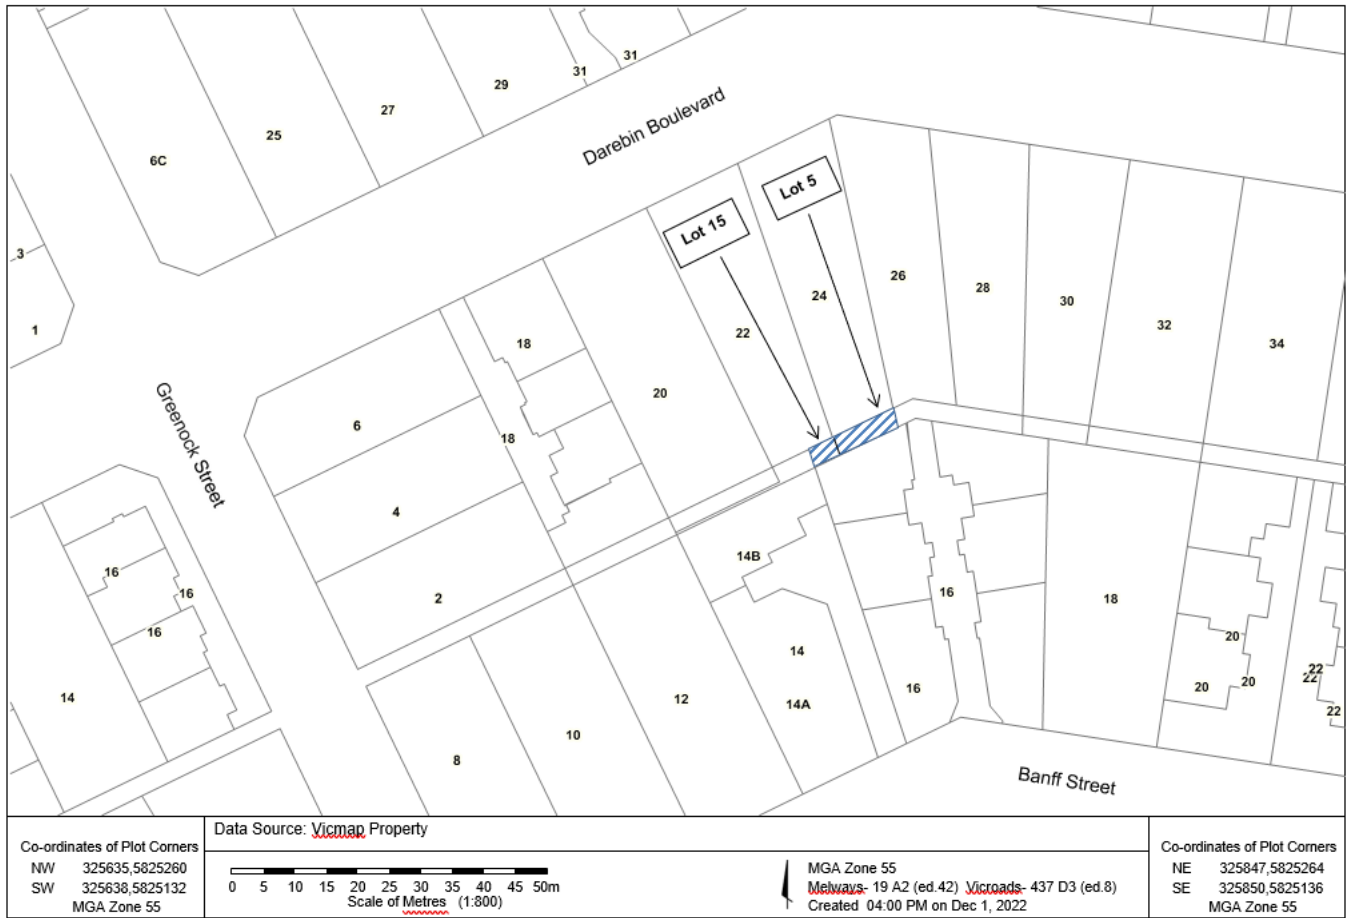 31
31
29
27
25
6C
Darebin Boulevard
Lot 5
Lot 15
3
1
26
28
30
32
34
24
22
18
20
6
18
4
2
Greenock Street
16
16
16
14
14B
14
14A
12
10
8
16
16
18
20
20
20
22
22
22
Banff Street
Co-ordinates of Plot Corners
NW 325635,5825260
SW 325638,5825132
MGA Zone 55
Data Source: Vicmap Property
0 5 10 15 20 25 30 35 40 45 50m
Scale of Metres (1:800)
MGA Zone 55
Melways- 19 A2 (ed.42) Vicroads- 437 D3 (ed.8)
Created 04:00 PM on Dec 1, 2022
Co-ordinates of Plot Corners
NE 325847,5825264
SE 325850,5825136
MGA Zone 55